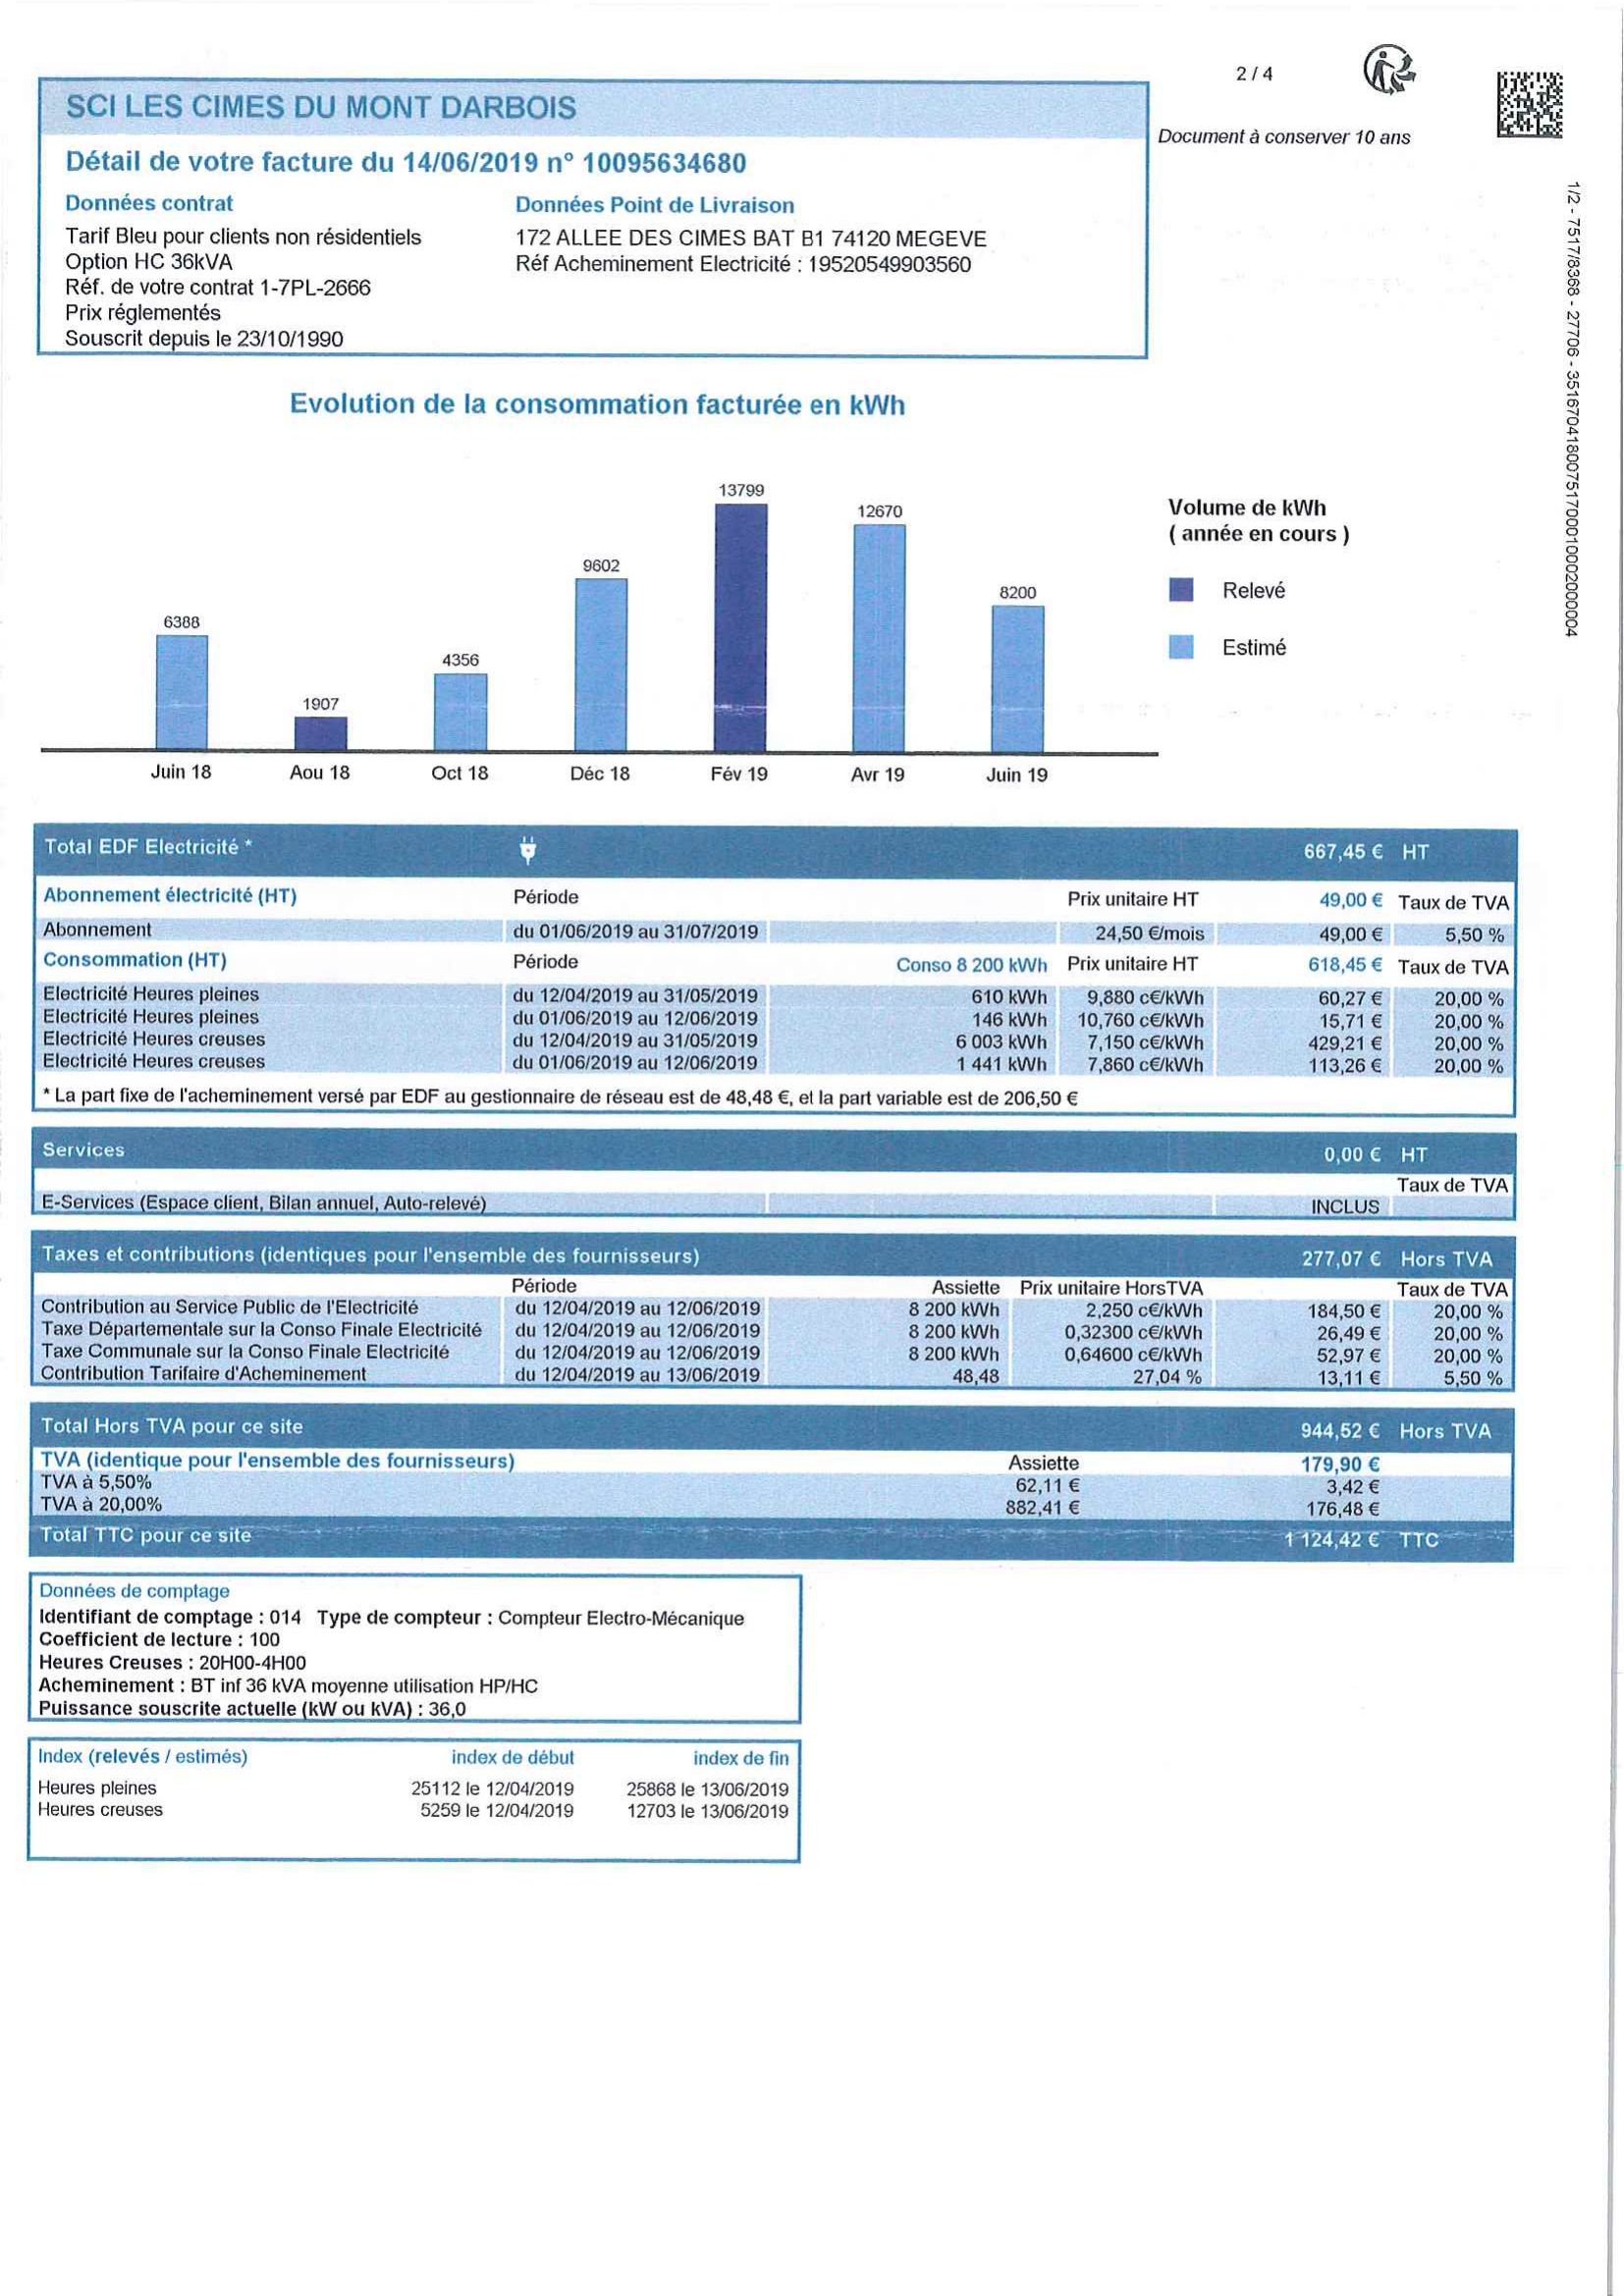 2 / 4
Document à conserver 10 ans
1/2 - 7517/8368 - 27706 - 351670418007517000100020000004
SCI LES CIMES DU MONT DARBOIS
Détail de votre facture du 14/06/2019 n° 10095634680
Données contrat
Tarif Bleu pour clients non résidentiels
Option HC 36kVA
Réf. de votre contrat 1-7PL-2666
Prix réglementés
Souscrit depuis le 23/10/1990
Données Point de Livraison
172 ALLEE DES CIMES BAT B1 74120 MEGEVE
Réf Acheminement Electricité : 19520549903560
Evolution de la consommation facturée en kWh
6388 1907 4356 9602 13799 12670 8200
Juin 18 Aou 18 Oct 18 Déc 18 Fév 19 Avr 19 Juin 19
Volume de kWh
( année en cours )
Relevé
Estimé
Total EDF Electricité * 667,45 € HT
Abonnement électricité (HT) Période Prix unitaire HT 49,00 € Taux de TVA
Abonnement du 01/06/2019 au 31/07/2019 24,50 €/mois 49,00 € 5,50 %
Consommation (HT) Période Conso 8 200 kWh Prix unitaire HT 618,45 € Taux de TVA
Electricité Heures pleines du 12/04/2019 au 31/05/2019 610 kWh 9,880 c€/kWh 60,27 € 20,00 %
Electricité Heures pleines du 01/06/2019 au 12/06/2019 146 kWh 10,760 c€/kWh 15,71 € 20,00 %
Electricité Heures creuses du 12/04/2019 au 31/05/2019 6 003 kWh 7,150 c€/kWh 429,21 € 20,00 %
Electricité Heures creuses du 01/06/2019 au 12/06/2019 1 441 kWh 7,860 c€/kWh 113,26 € 20,00 %
* La part fixe de l'acheminement versé par EDF au gestionnaire de réseau est de 48,48 €, et la part variable est de 206,50 €
Services 0,00 € HT
Taux de TVA
E-Services (Espace client, Bilan annuel, Auto-relevé) INCLUS
Taxes et contributions (identiques pour l'ensemble des fournisseurs) 277,07 € Hors TVA
Période Assiette Prix unitaire HorsTVA Taux de TVA
Contribution au Service Public de l'Electricité du 12/04/2019 au 12/06/2019 8 200 kWh 2,250 c€/kWh 184,50 € 20,00 %
Taxe Départementale sur la Conso Finale Electricité du 12/04/2019 au 12/06/2019 8 200 kWh 0,32300 c€/kWh 26,49 € 20,00 %
Taxe Communale sur la Conso Finale Electricité du 12/04/2019 au 12/06/2019 8 200 kWh 0,64600 c€/kWh 52,97 € 20,00 %
Contribution Tarifaire d'Acheminement du 12/04/2019 au 13/06/2019 48,48 27,04 % 13,11 € 5,50 %
Total Hors TVA pour ce site 944,52 € Hors TVA
TVA (identique pour l'ensemble des fournisseurs) Assiette 179,90 €
TVA à 5,50% 62,11 € 3,42 €
TVA à 20,00% 882,41 € 176,48 €
Total TTC pour ce site 1 124,42 € TTC
Données de comptage
Identifiant de comptage : 014 Type de compteur : Compteur Electro-Mécanique
Coefficient de lecture : 100
Heures Creuses : 20H00-4H00
Acheminement : BT inf 36 kVA moyenne utilisation HP/HC
Puissance souscrite actuelle (kW ou kVA) : 36,0
Index (relevés / estimés) index de début index de fin
Heures pleines 25112 le 12/04/2019 25868 le 13/06/2019
Heures creuses 5259 le 12/04/2019 12703 le 13/06/2019